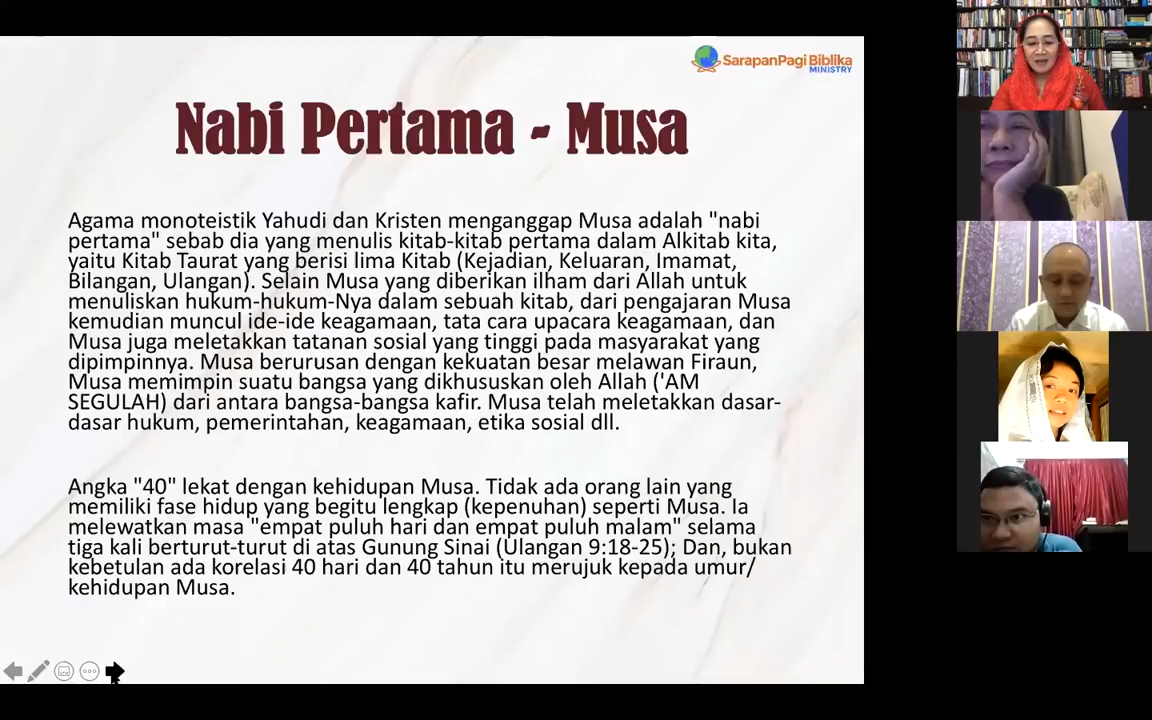 SarapanPagi Biblika
MINISTRY
Nabi Pertama - Musa
Agama monoteistik Yahudi dan Kristen menganggap Musa adalah "nabi
pertama" sebab dia yang menulis kitab-kitab pertama dalam Alkitab kita,
yaitu Kitab Taurat yang berisi lima Kitab (Kejadian, Keluaran, Imamat,
Bilangan, Ulangan). Selain Musa yang diberikan ilham dari Allah untuk
menuliskan hukum-hukum-Nya dalam sebuah kitab, dari pengajaran Musa
kemudian muncul ide-ide keagamaan, tata cara upacara keagamaan, dan
Musa juga meletakkan tatanan sosial yang tinggi pada masyarakat yang
dipimpinnya. Musa berurusan dengan kekuatan besar melawan Firaun,
Musa memimpin suatu bangsa yang dikhususkan oleh Allah ('AM
SEGULAH) dari antara bangsa-bangsa kafir. Musa telah meletakkan dasar-
dasar hukum, pemerintahan, keagamaan, etika sosial dll.
Angka "40" lekat dengan kehidupan Musa. Tidak ada orang lain yang
memiliki fase hidup yang begitu lengkap (kepenuhan) seperti Musa. Ia
melewatkan masa "empat puluh hari dan empat puluh malam" selama
tiga kali berturut-turut di atas Gunung Sinai (Ulangan 9:18-25); Dan, bukan
kebetulan ada korelasi 40 hari dan 40 tahun itu merujuk kepada umur/
kehidupan Musa.